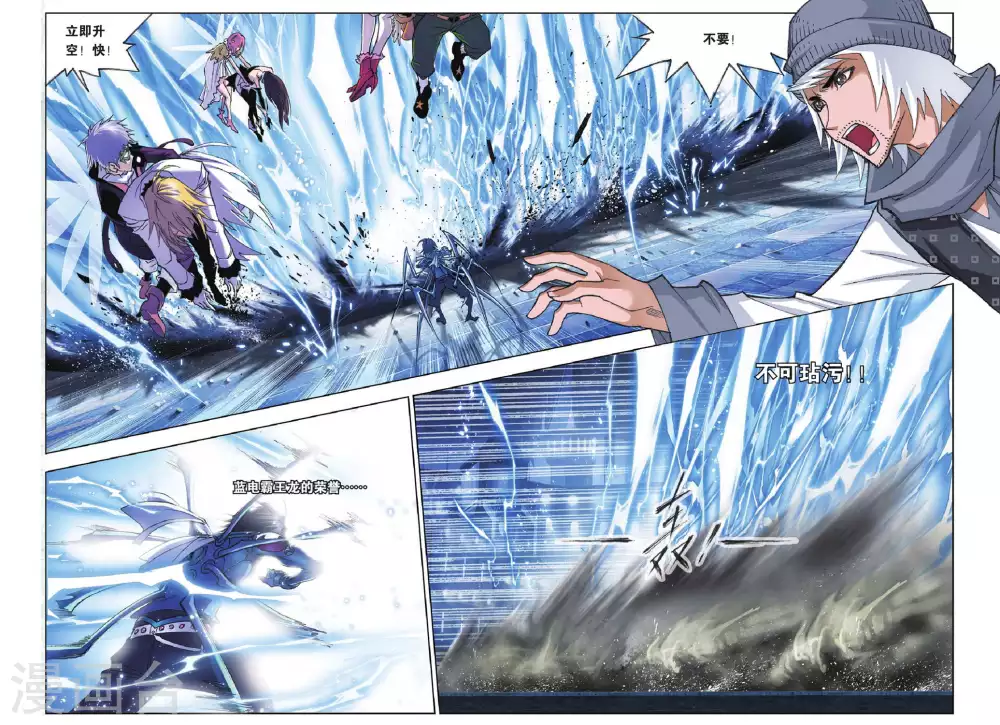 立即升
空！快！
不要！
蓝电霸王龙的荣誉……
不可玷污！！
轰！
漫画台